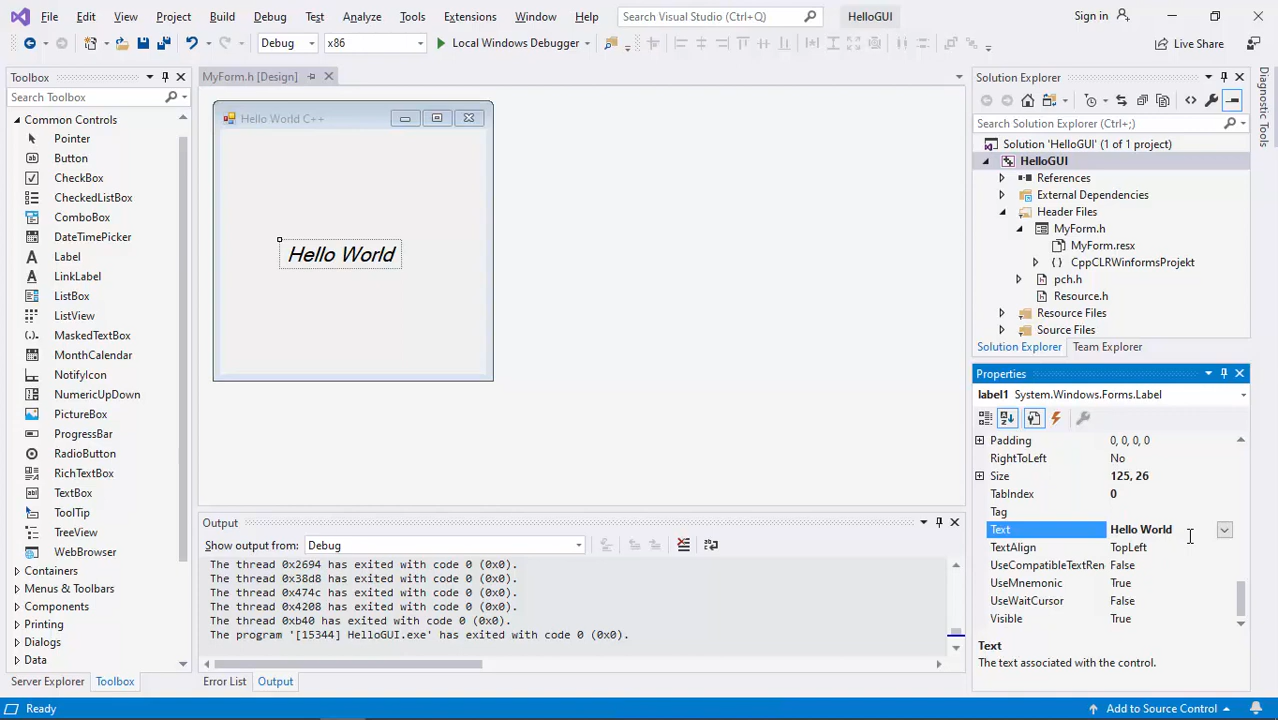 File Edit View Project Build Debug Test Analyze Tools Extensions Window Help Search Visual Studio (Ctrl+Q) HelloGUI Sign in
Debug x86 Local Windows Debugger Live Share
Toolbox
Search Toolbox
Common Controls
Pointer
Button
CheckBox
CheckedListBox
ComboBox
DateTimePicker
Label
LinkLabel
ListBox
ListView
MaskedTextBox
MonthCalendar
NotifyIcon
NumericUpDown
PictureBox
ProgressBar
RadioButton
RichTextBox
TextBox
ToolTip
TreeView
WebBrowser
Containers
Menus & Toolbars
Components
Printing
Dialogs
Data
Server Explorer Toolbox
MyForm.h [Design]
Hello World C++
Hello World
Output
Show output from: Debug
The thread 0x2694 has exited with code 0 (0x0).
The thread 0x38d8 has exited with code 0 (0x0).
The thread 0x474c has exited with code 0 (0x0).
The thread 0x4208 has exited with code 0 (0x0).
The thread 0xb40 has exited with code 0 (0x0).
The program '[15344] HelloGUI.exe' has exited with code 0 (0x0).
Error List Output
Solution Explorer
Search Solution Explorer (Ctrl+;)
Solution 'HelloGUI' (1 of 1 project)
HelloGUI
References
External Dependencies
Header Files
MyForm.h
MyForm.resx
CppCLRWinformsProjekt
pch.h
Resource.h
Resource Files
Source Files
Solution Explorer Team Explorer
Properties
label1 System.Windows.Forms.Label
Padding 0, 0, 0, 0
RightToLeft No
Size 125, 26
TabIndex 0
Tag
Text Hello World
TextAlign TopLeft
UseCompatibleTextRen False
UseMnemonic True
UseWaitCursor False
Visible True
Text
The text associated with the control.
Diagnostic Tools
Ready Add to Source Control